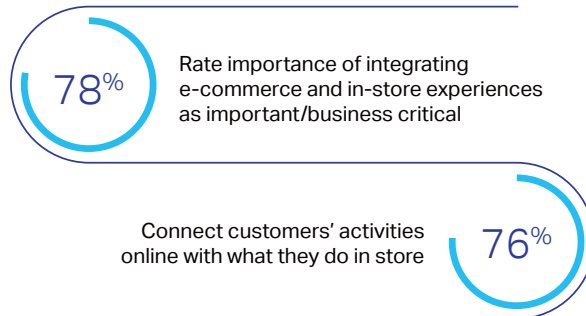 78%
Rate importance of integrating
e-commerce and in-store experiences
as important/business critical
Connect customers’ activities
online with what they do in store
76%